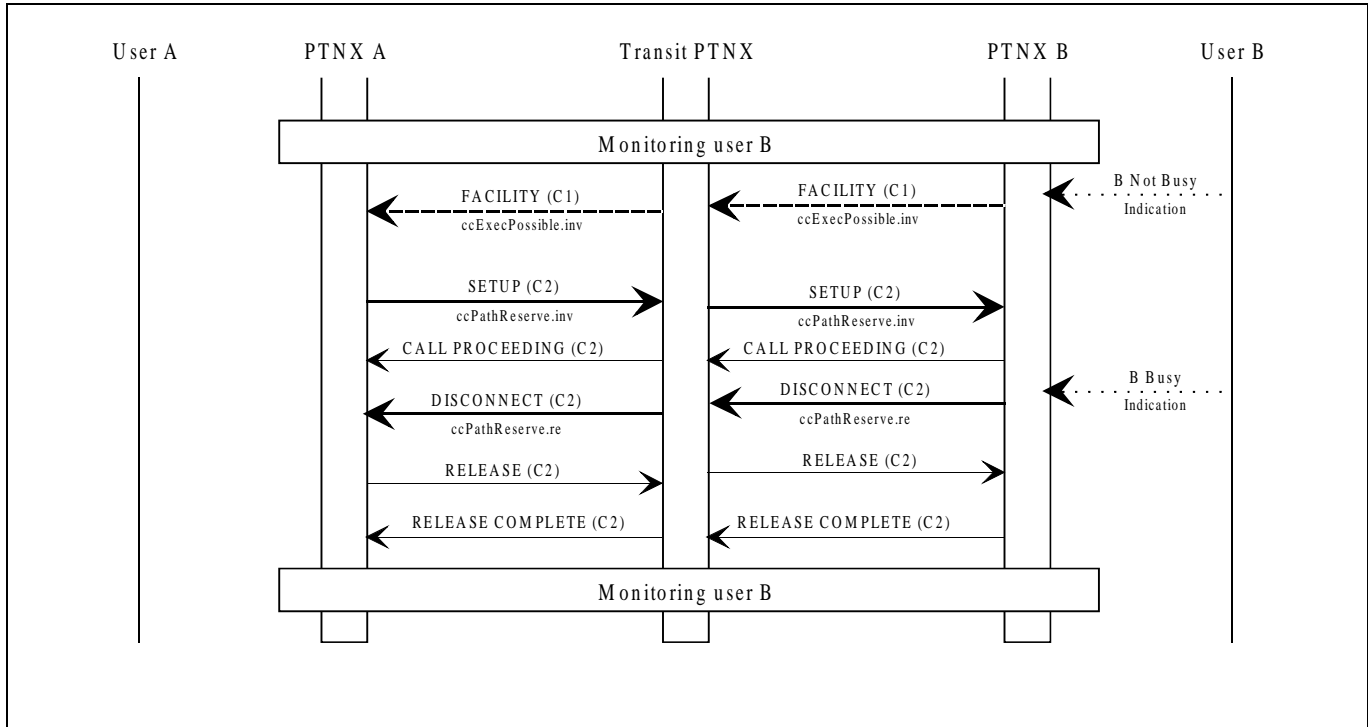 User A PTNX A Transit PTNX PTNX B User B
Monitoring user B
B Not Busy
FACILITY (C1) FACILITY (C1)
Indication
ccExecPossible.inv ccExecPossible.inv
SETUP (C2) SETUP (C2)
ccPathReserve.inv ccPathReserve.inv
CALL PROCEEDING (C2) CALL PROCEEDING (C2)
B Busy
DISCONNECT (C2) DISCONNECT (C2)
Indication
ccPathReserve.re ccPathReserve.re
RELEASE (C2) RELEASE (C2)
RELEASE COMPLETE (C2) RELEASE COMPLETE (C2)
Monitoring user B